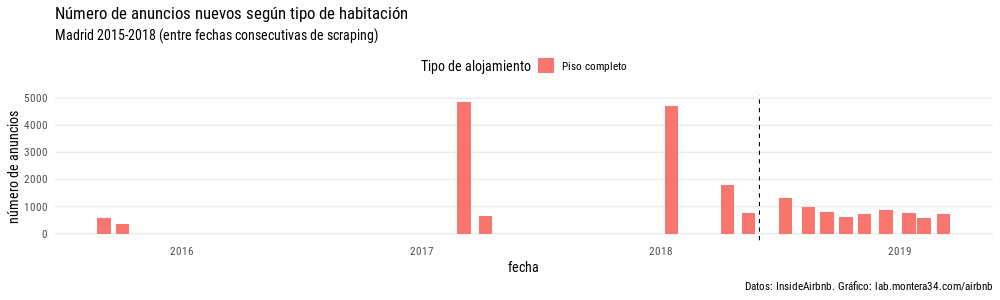 Número de anuncios nuevos según tipo de habitación
Madrid 2015-2018 (entre fechas consecutivas de scraping)
Tipo de alojamiento Piso completo
número de anuncios
5000
4000
3000
2000
1000
0
2016 2017 2018 2019
fecha
Datos: InsideAirbnb. Gráfico: lab.montera34.com/airbnb